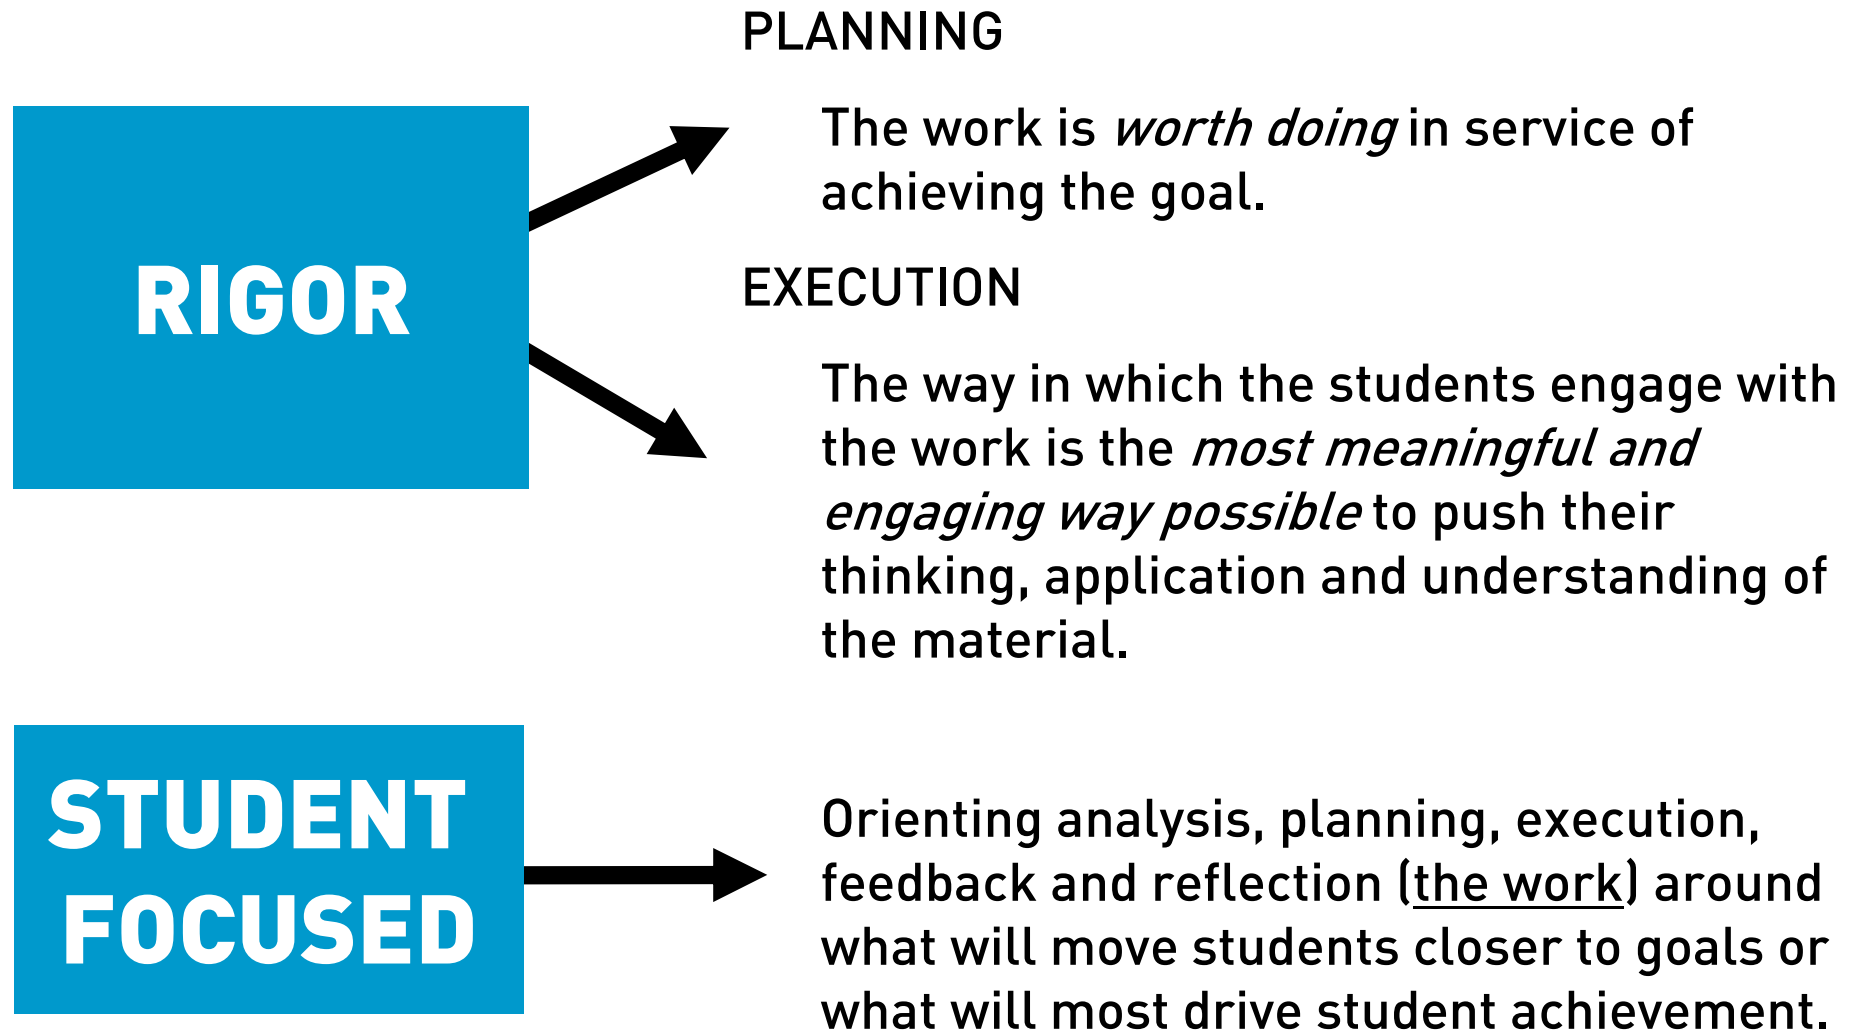 PLANNING
The work is worth doing in service of
achieving the goal.
RIGOR
EXECUTION
The way in which the students engage with
the work is the most meaningful and
engaging way possible to push their
thinking, application and understanding of
the material.
STUDENT
FOCUSED
Orienting analysis, planning, execution,
feedback and reflection (the work) around
what will move students closer to goals or
what will most drive student achievement.